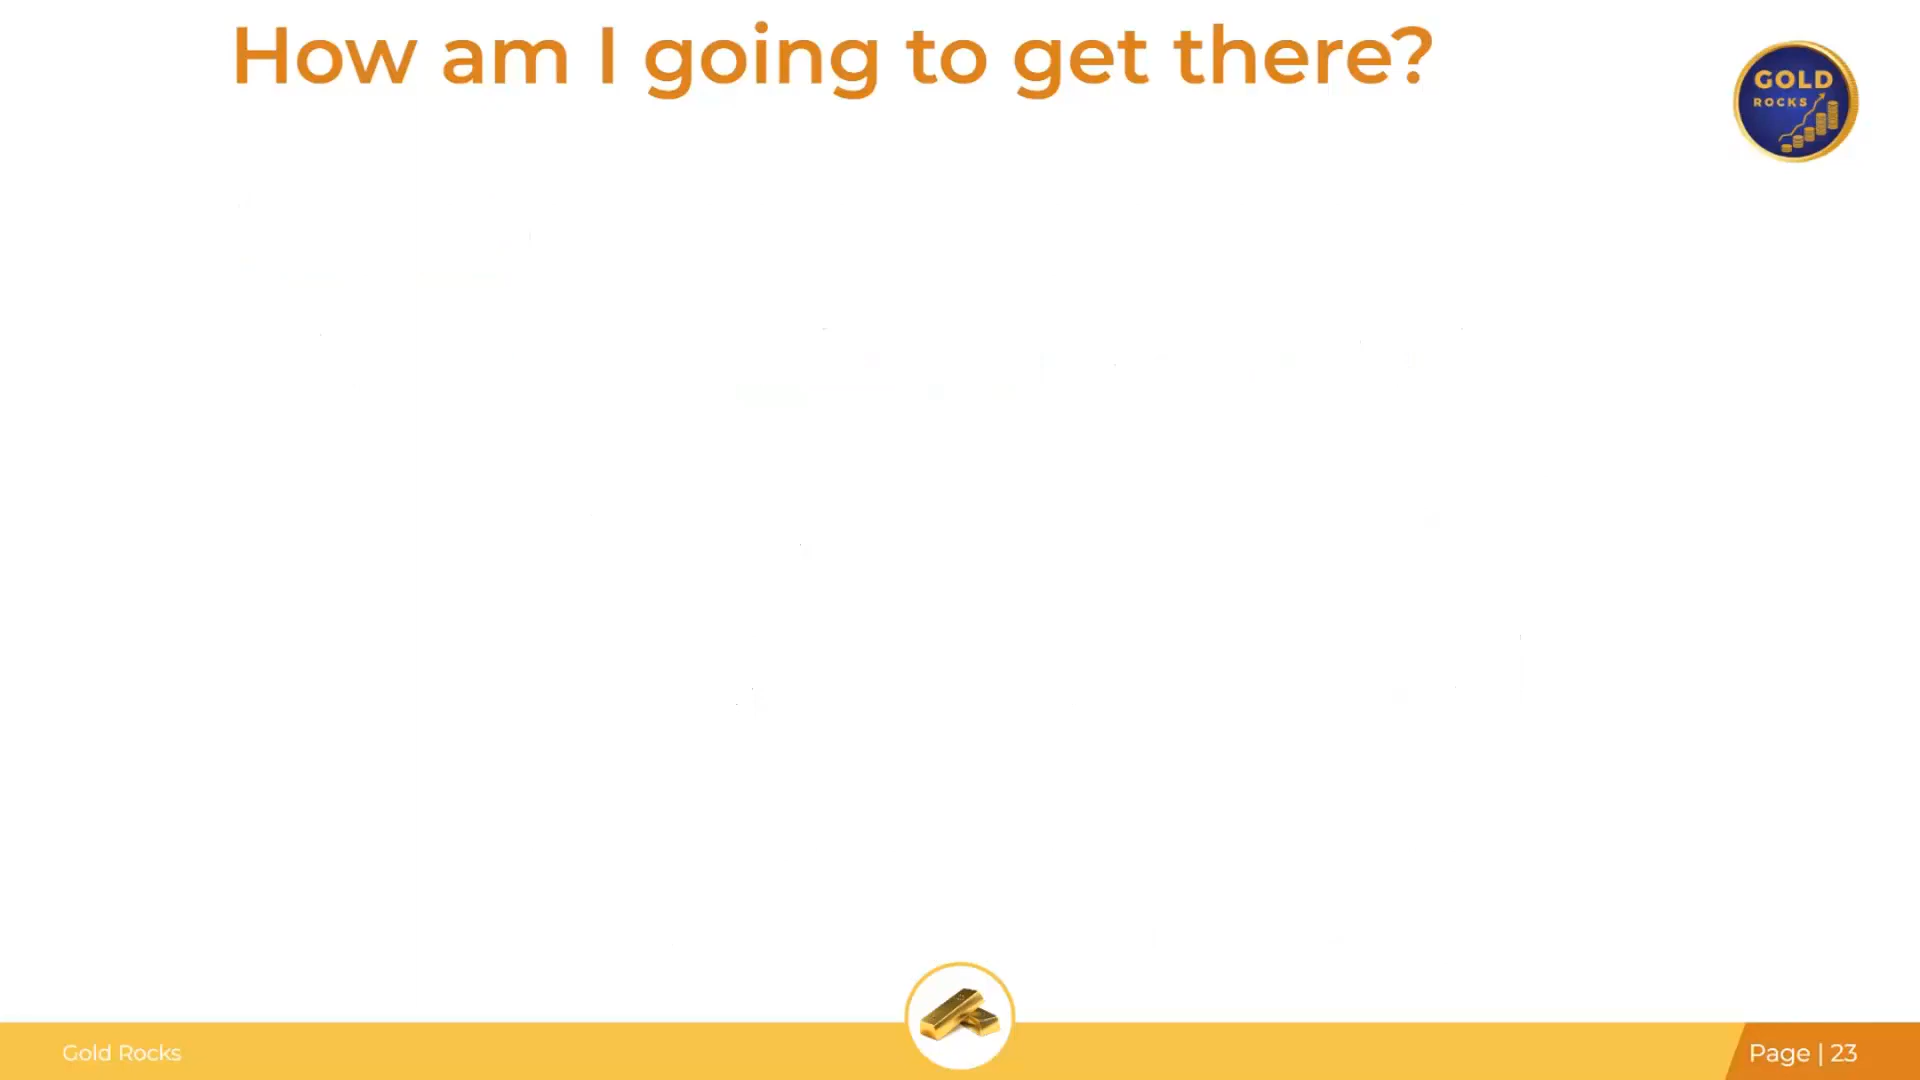 How am I going to get there?
GOLD
ROCKS
Gold Rocks
Page | 23